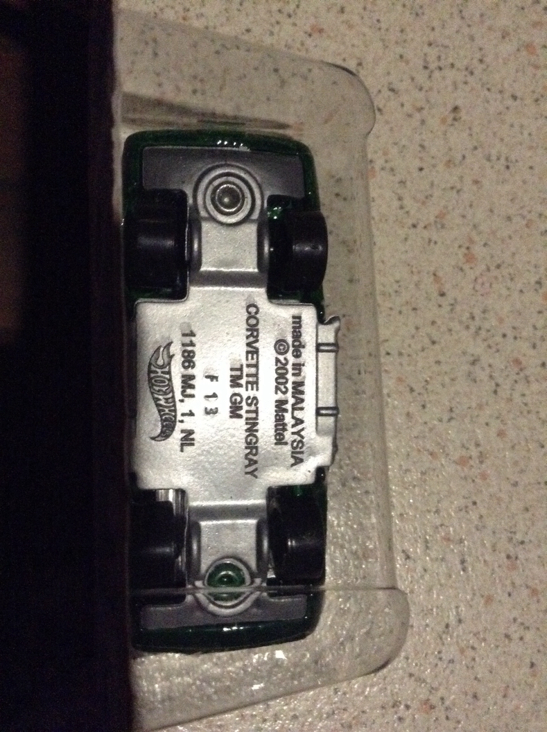 made in MALAYSIA
©2002 Mattel
CORVETTE STINGRAY
TM GM
F 1 3
1186 MJ, 1, NL
HOT WHEELS